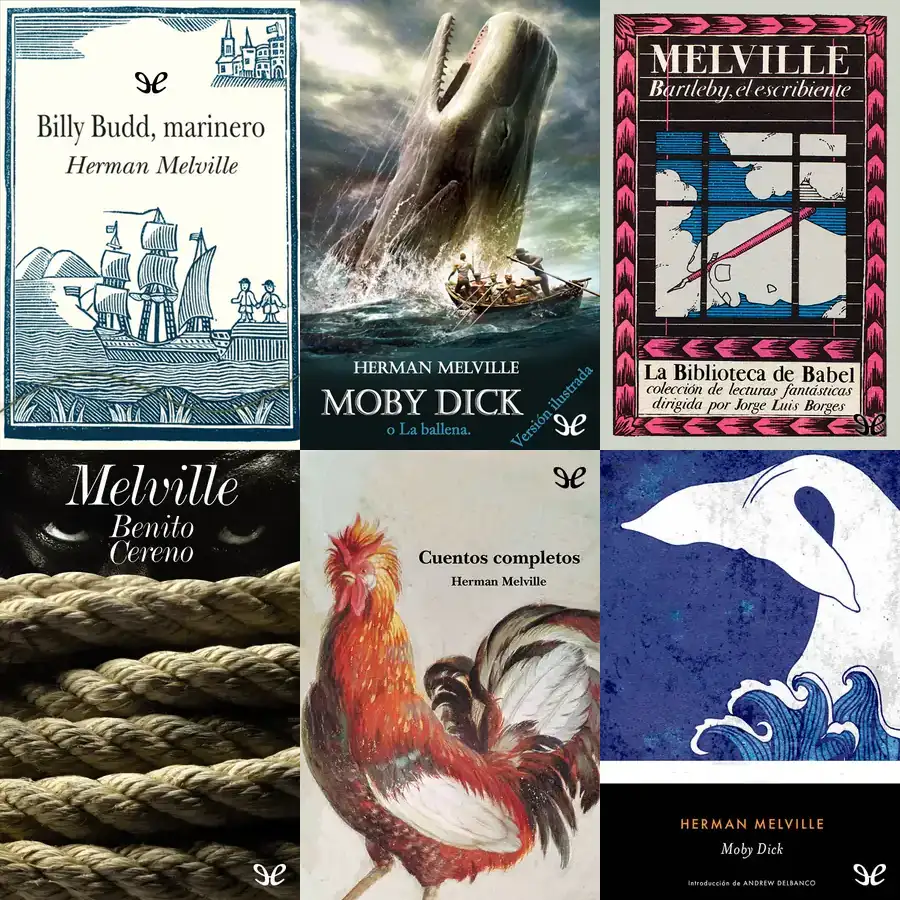 Billy Budd, marinero
Herman Melville
HERMAN MELVILLE
MOBY DICK
o La ballena.
Versión ilustrada
MELVILLE
Bartleby, el escribiente
La Biblioteca de Babel
colección de lecturas fantásticas
dirigida por Jorge Luis Borges
Melville
Benito
Cereno
Cuentos completos
Herman Melville
HERMAN MELVILLE
Moby Dick
Introducción de ANDREW DELBANCO